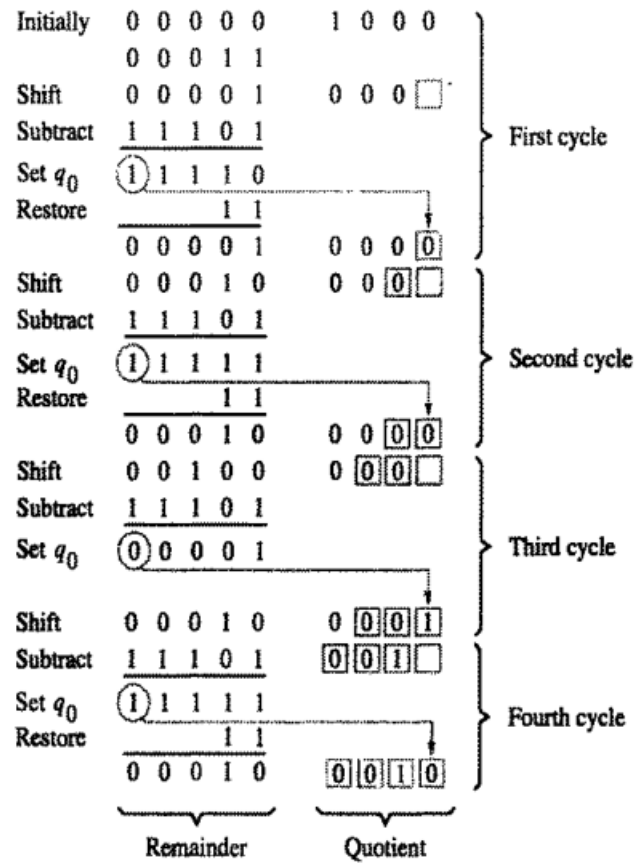 Initially 0 0 0 0 0 1 0 0 0
0 0 0 1 1
Shift 0 0 0 0 1 0 0 0
Subtract 1 1 1 0 1
First cycle
Set q0 1 1 1 1 0
Restore 1 1
0 0 0 0 1 0 0 0 0
Shift 0 0 0 1 0 0 0 0
Subtract 1 1 1 0 1
Set q0 1 1 1 1 1 Second cycle
Restore 1 1
0 0 0 1 0 0 0 0 0
Shift 0 0 1 0 0 0 0 0
Subtract 1 1 1 0 1
Set q0 0 0 0 0 1 Third cycle
Shift 0 0 0 1 0 0 0 0 1
Subtract 1 1 1 0 1 0 0 1
Set q0 1 1 1 1 1 Fourth cycle
Restore 1 1
0 0 0 1 0 0 0 1 0
Remainder Quotient